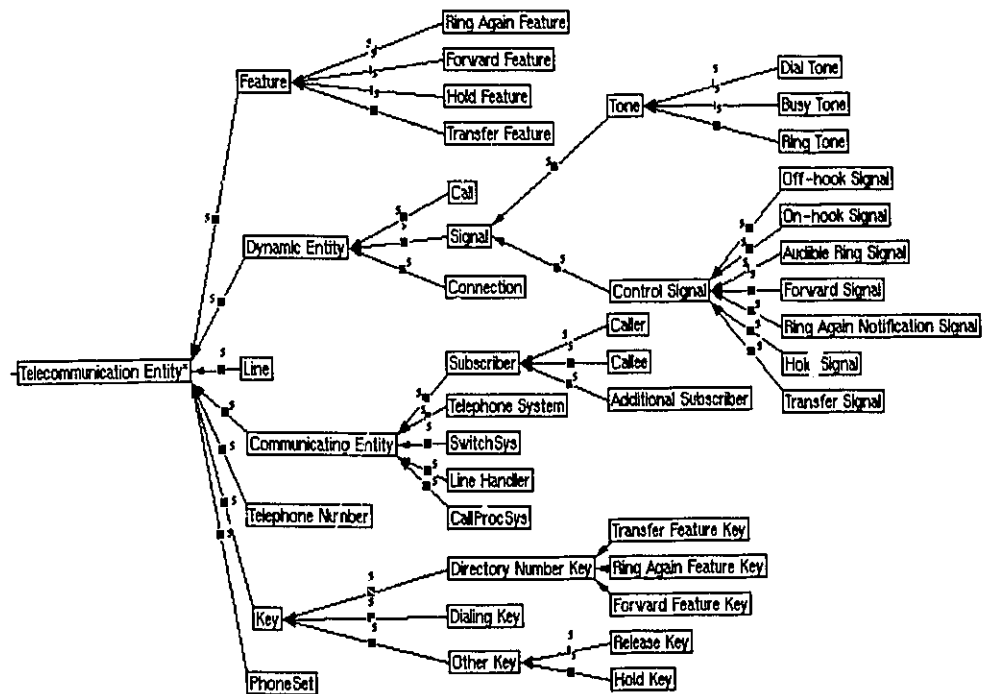 Ring Again Feature
Forward Feature
Feature
Hold Feature
Transfer Feature
Dial Tone
Tone
Busy Tone
Ring Tone
Off-hook Signal
Call
On-hook Signal
Signal
Dynamic Entity
Audible Ring Signal
Connection
Control Signal
Forward Signal
Caller
Ring Again Notification Signal
Telecommunication Entity*
Line
Subscriber
Callee
Hold Signal
Additional Subscriber
Transfer Signal
Telephone System
Communicating Entity
SwitchSys
Line Handler
Telephone Number
CallProcSys
Transfer Feature Key
Directory Number Key
Ring Again Feature Key
Forward Feature Key
Key
Dialing Key
Release Key
Other Key
PhoneSet
Hold Key